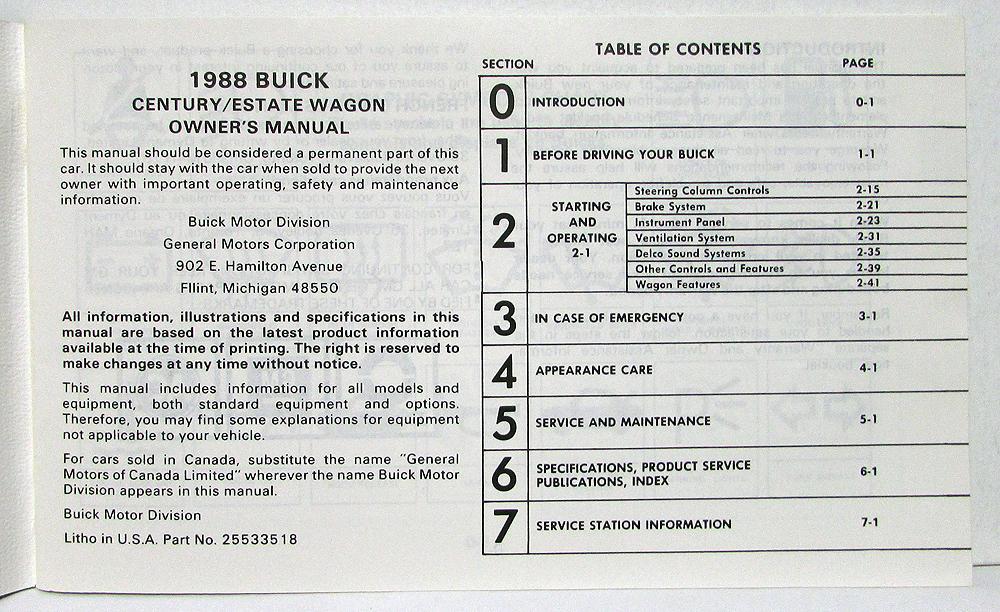 1988 BUICK
CENTURY/ESTATE WAGON
OWNER'S MANUAL
This manual should be considered a permanent part of this
car. It should stay with the car when sold to provide the next
owner with important operating, safety and maintenance
information.
Buick Motor Division
General Motors Corporation
902 E. Hamilton Avenue
Fllint, Michigan 48550
All information, illustrations and specifications in this
manual are based on the latest product information
available at the time of printing. The right is reserved to
make changes at any time without notice.
This manual includes information for all models and
equipment, both standard equipment and options.
Therefore, you may find some explanations for equipment
not applicable to your vehicle.
For cars sold in Canada, substitute the name "General
Motors of Canada Limited" wherever the name Buick Motor
Division appears in this manual.
Buick Motor Division
Litho in U.S.A. Part No. 25533518
TABLE OF CONTENTS
SECTION PAGE
0 INTRODUCTION 0-1
1 BEFORE DRIVING YOUR BUICK 1-1
2 STARTING
AND
OPERATING
2-1
Steering Column Controls 2-15
Brake System 2-21
Instrument Panel 2-23
Ventilation System 2-31
Delco Sound Systems 2-35
Other Controls and Features 2-39
Wagon Features 2-41
3 IN CASE OF EMERGENCY 3-1
4 APPEARANCE CARE 4-1
5 SERVICE AND MAINTENANCE 5-1
6 SPECIFICATIONS, PRODUCT SERVICE
PUBLICATIONS, INDEX 6-1
7 SERVICE STATION INFORMATION 7-1